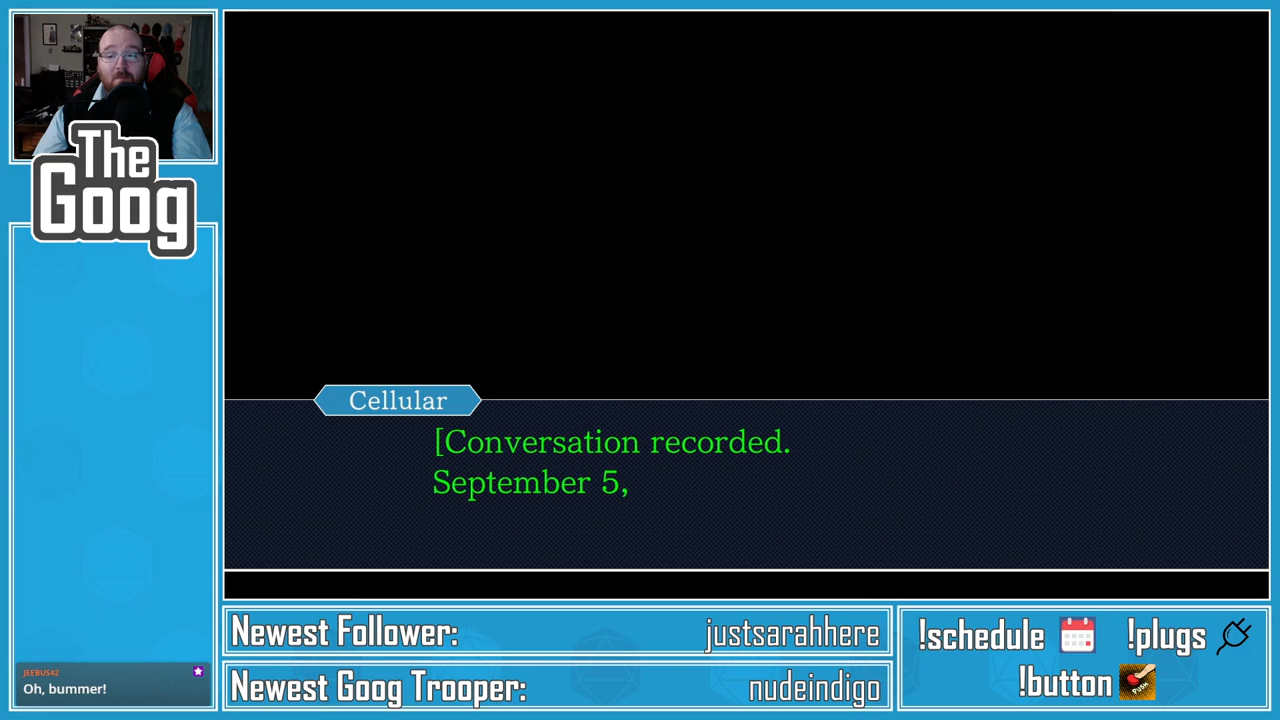 The
Goog
Cellular
[Conversation recorded.
September 5,
JEEBUS42
Oh, bummer!
Newest Follower:
justsarahhere
Newest Goog Trooper:
nudeindigo
!schedule
!plugs
!button
PUSH